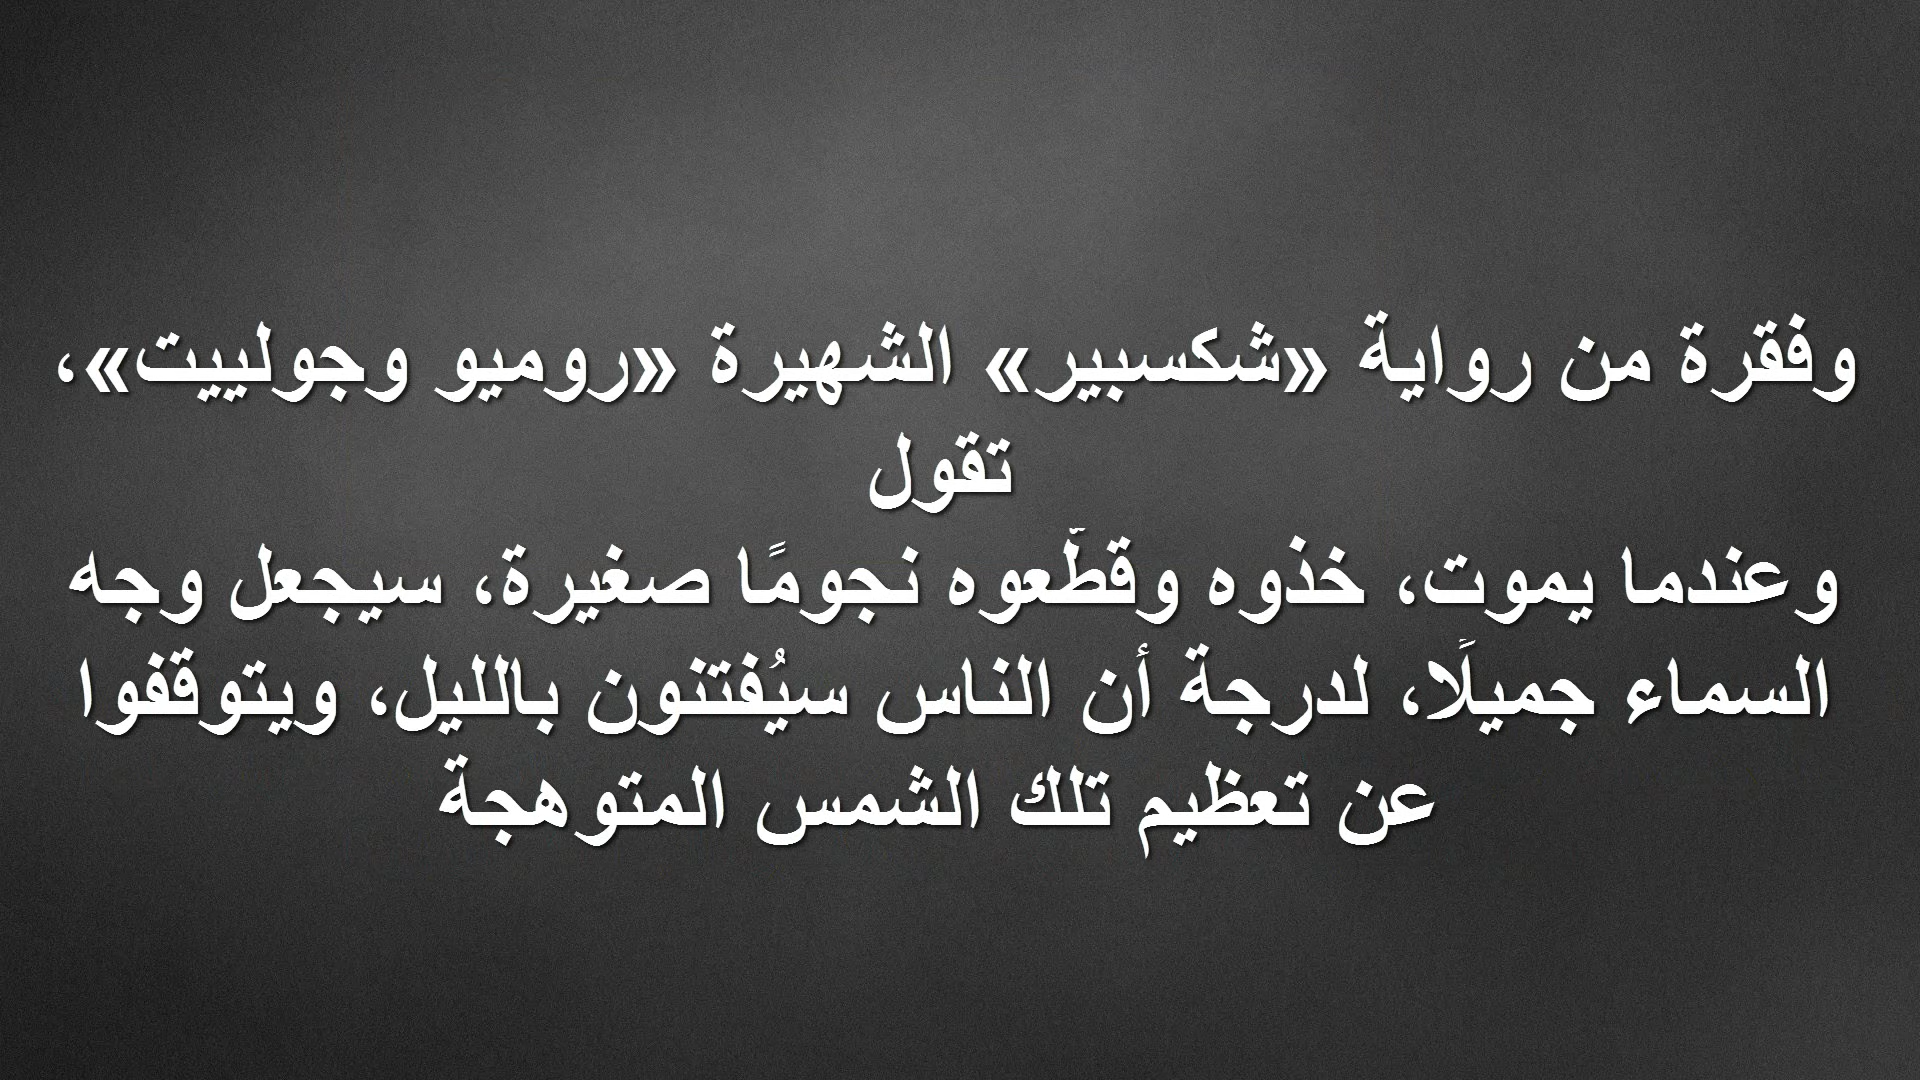 وفقرة من رواية «شكسبير» الشهيرة «روميو وجولييت»،
تقول
وعندما يموت، خذوه وقطّعوه نجومًا صغيرة، سيجعل وجه
السماء جميلًا، لدرجة أن الناس سيُفتنون بالليل، ويتوقفوا
عن تعظيم تلك الشمس المتوهجة